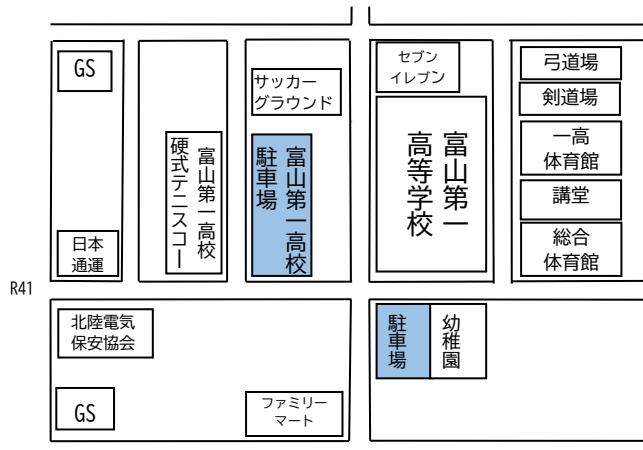 GS
日本
通運
富山第一高校
硬式テニスコー
サッカー
グラウンド
富山第一高校
駐車場
セブン
イレブン
富山第一
高等学校
弓道場
剣道場
一高
体育館
講堂
総合
体育館
R41
北陸電気
保安協会
GS
ファミリー
マート
駐車場
幼稚園